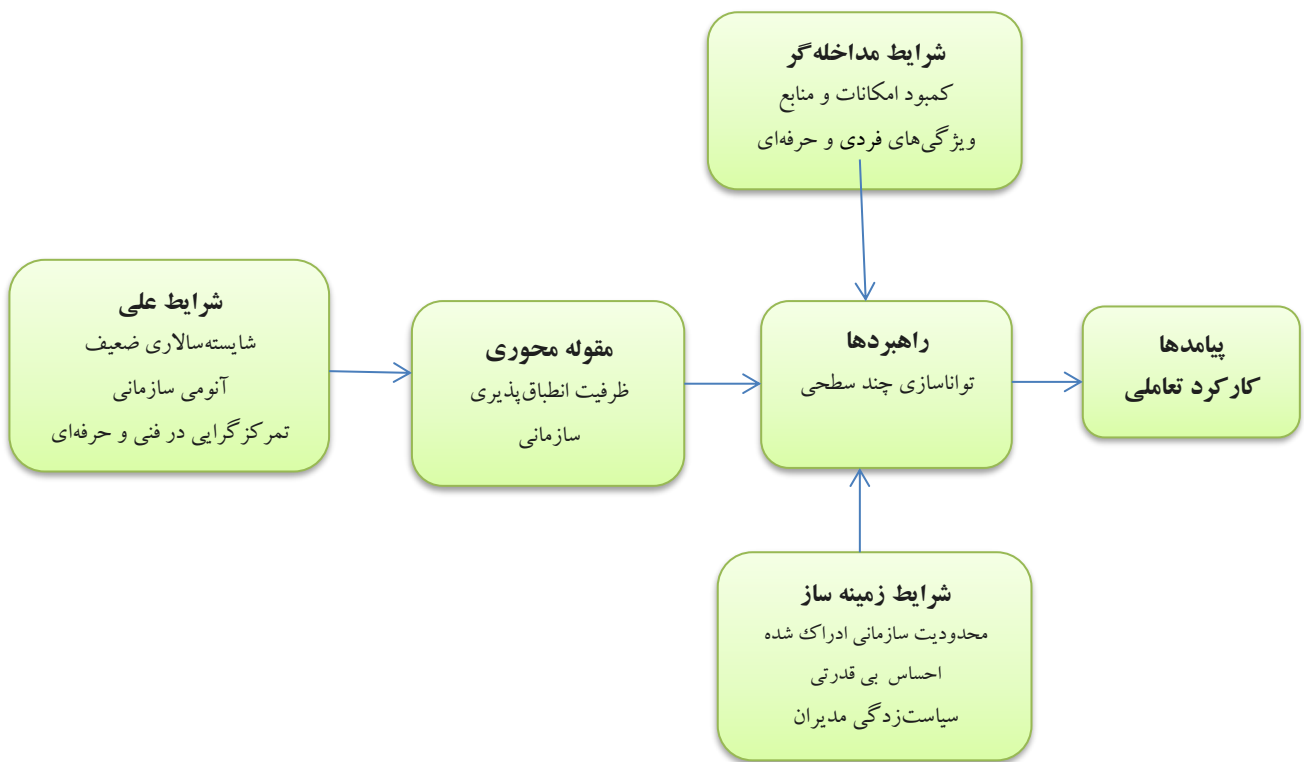 شرایط مداخله‌گر
کمبود امکانات و منابع
ویژگی‌های فردی و حرفه‌ای
شرایط علی
شایسته‌سالاری ضعیف
آنومی سازمانی
تمرکزگرایی در فنی و حرفه‌ای
مقوله محوری
ظرفیت انطباق‌پذیری
سازمانی
راهبردها
تواناسازی چند سطحی
پیامدها
کارکرد تعاملی
شرایط زمینه ساز
محدودیت سازمانی ادراک شده
احساس بی قدرتی
سیاست‌زدگی مدیران